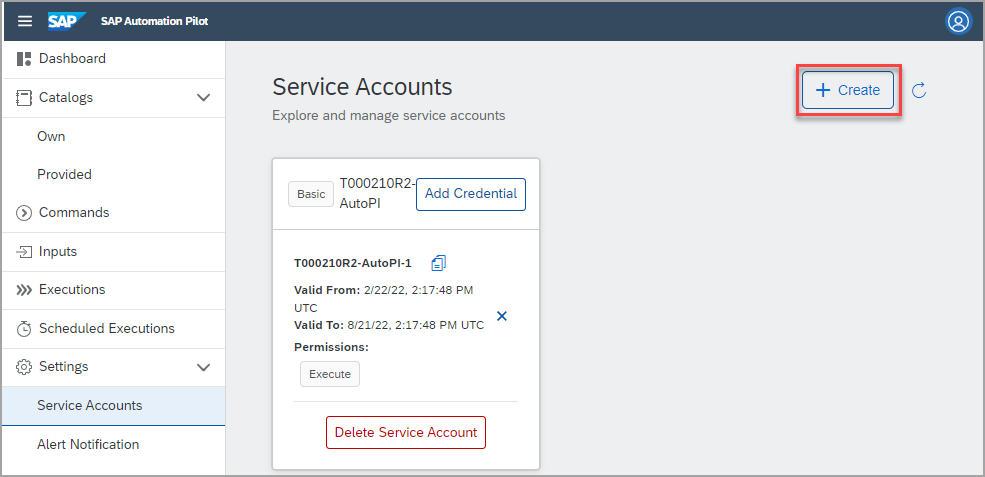 SAP SAP Automation Pilot
Dashboard
Catalogs
Own
Provided
Commands
Inputs
Executions
Scheduled Executions
Settings
Service Accounts
Alert Notification
Service Accounts
Explore and manage service accounts
Create
Basic
T000210R2-
AutoPI
Add Credential
T000210R2-AutoPI-1
Valid From: 2/22/22, 2:17:48 PM
UTC
Valid To: 8/21/22, 2:17:48 PM UTC
Permissions:
Execute
Delete Service Account